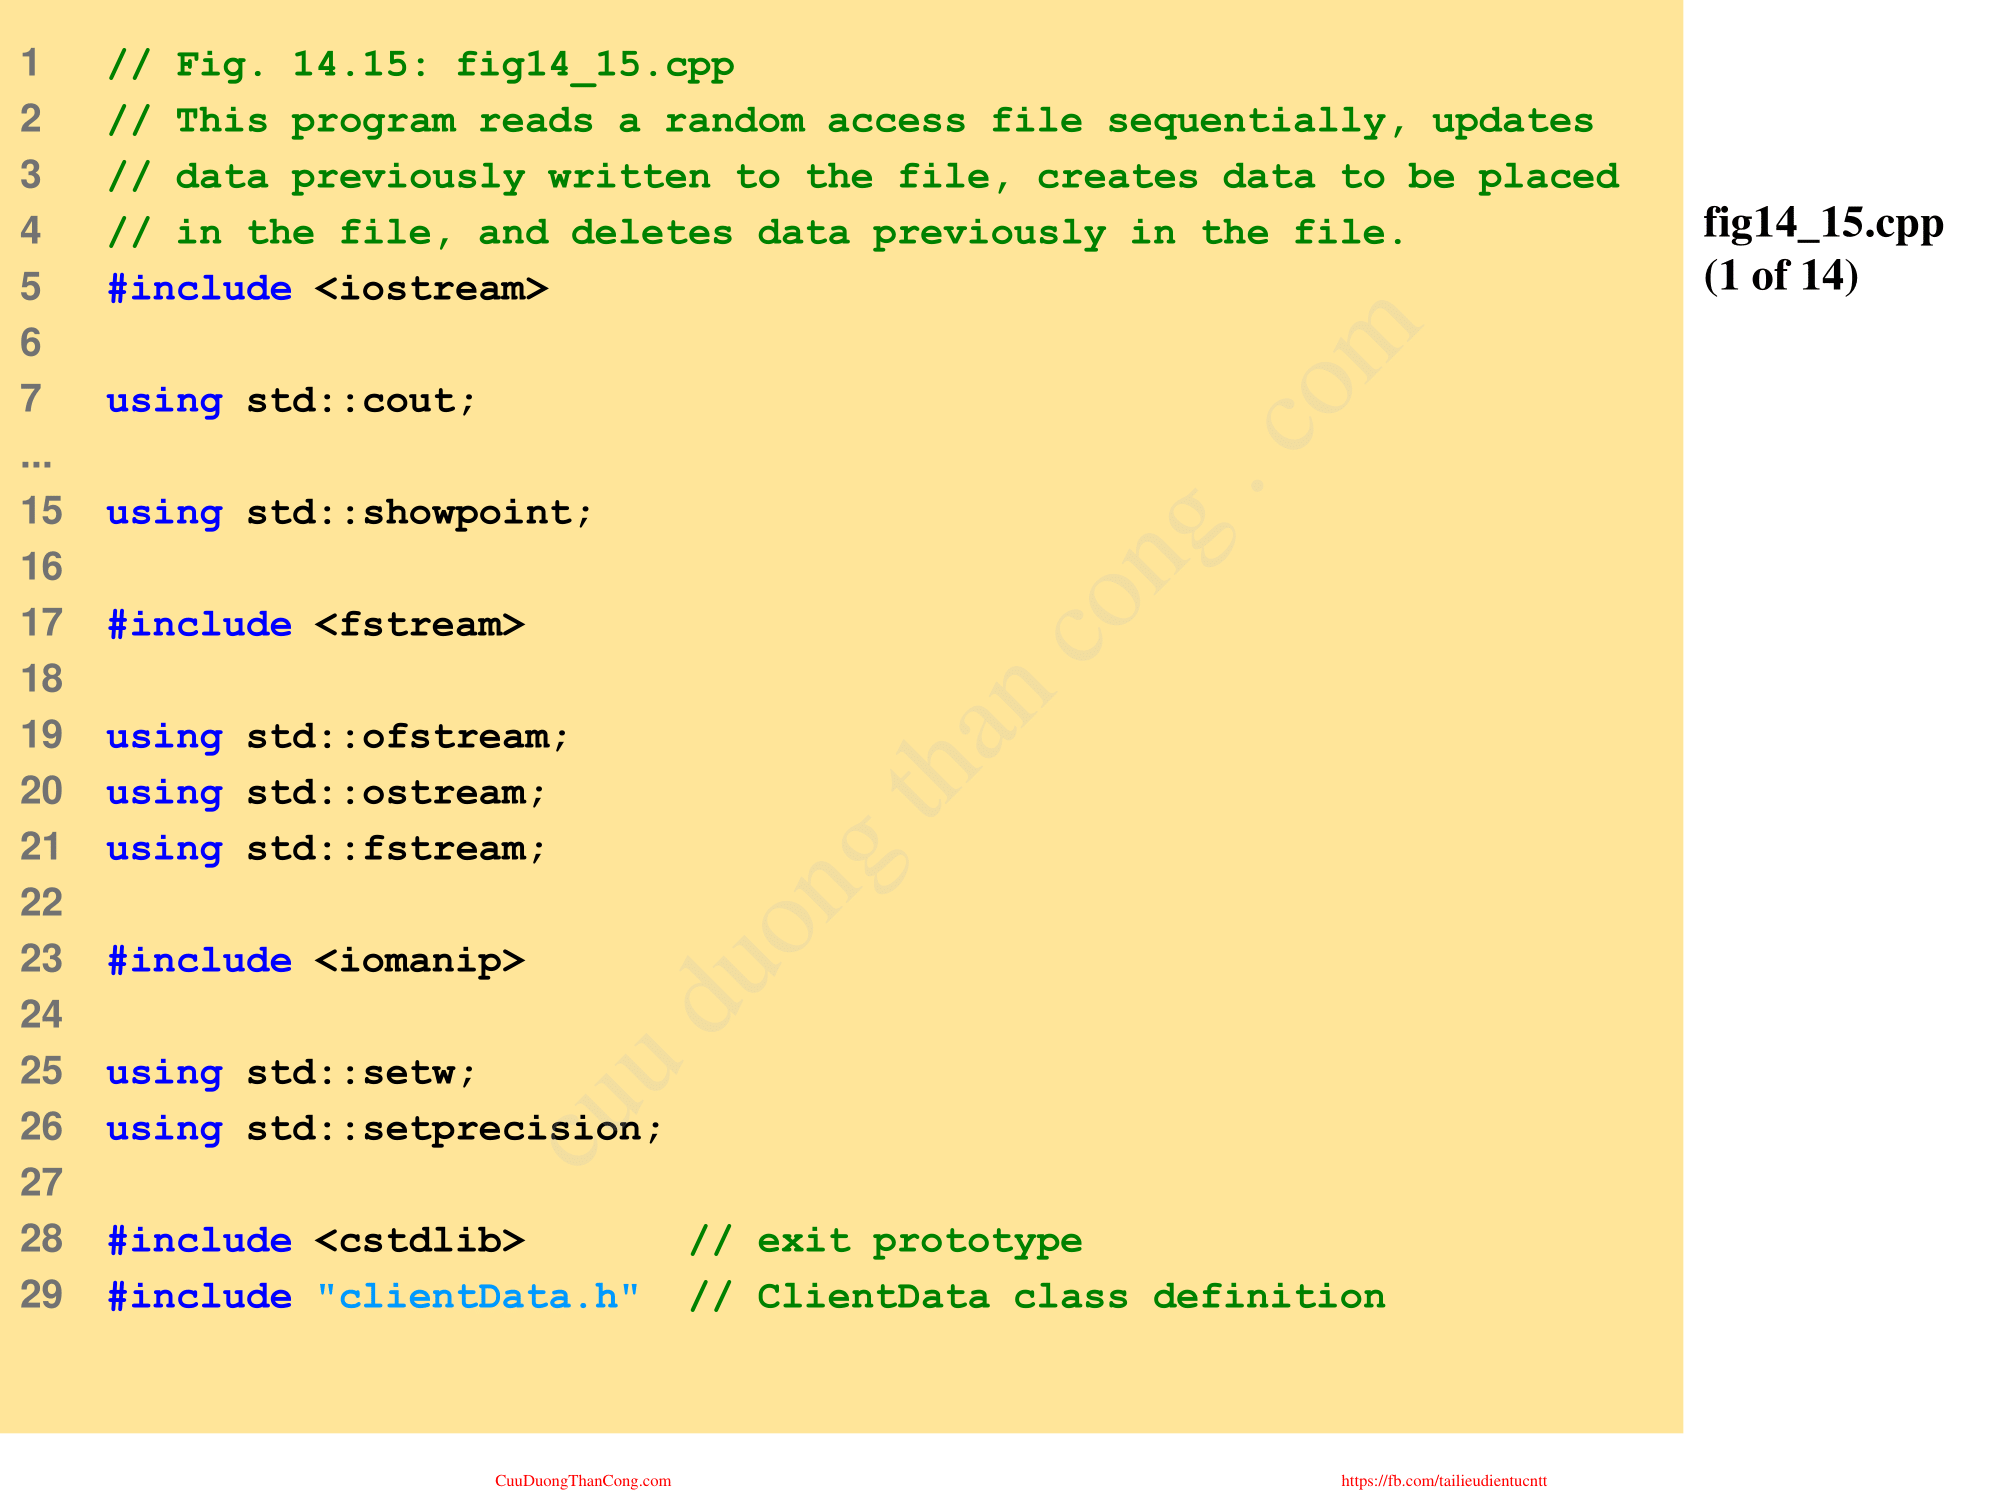 1 // Fig. 14.15: fig14_15.cpp
2 // This program reads a random access file sequentially, updates
3 // data previously written to the file, creates data to be placed
4 // in the file, and deletes data previously in the file.
5 #include <iostream>
6
7 using std::cout;
...
15 using std::showpoint;
16
17 #include <fstream>
18
19 using std::ofstream;
20 using std::ostream;
21 using std::fstream;
22
23 #include <iomanip>
24
25 using std::setw;
26 using std::setprecision;
27
28 #include <cstdlib> // exit prototype
29 #include "clientData.h" // ClientData class definition
fig14_15.cpp
(1 of 14)
cuu duong than cong . com
CuuDuongThanCong.com
https://fb.com/tailieudientucntt